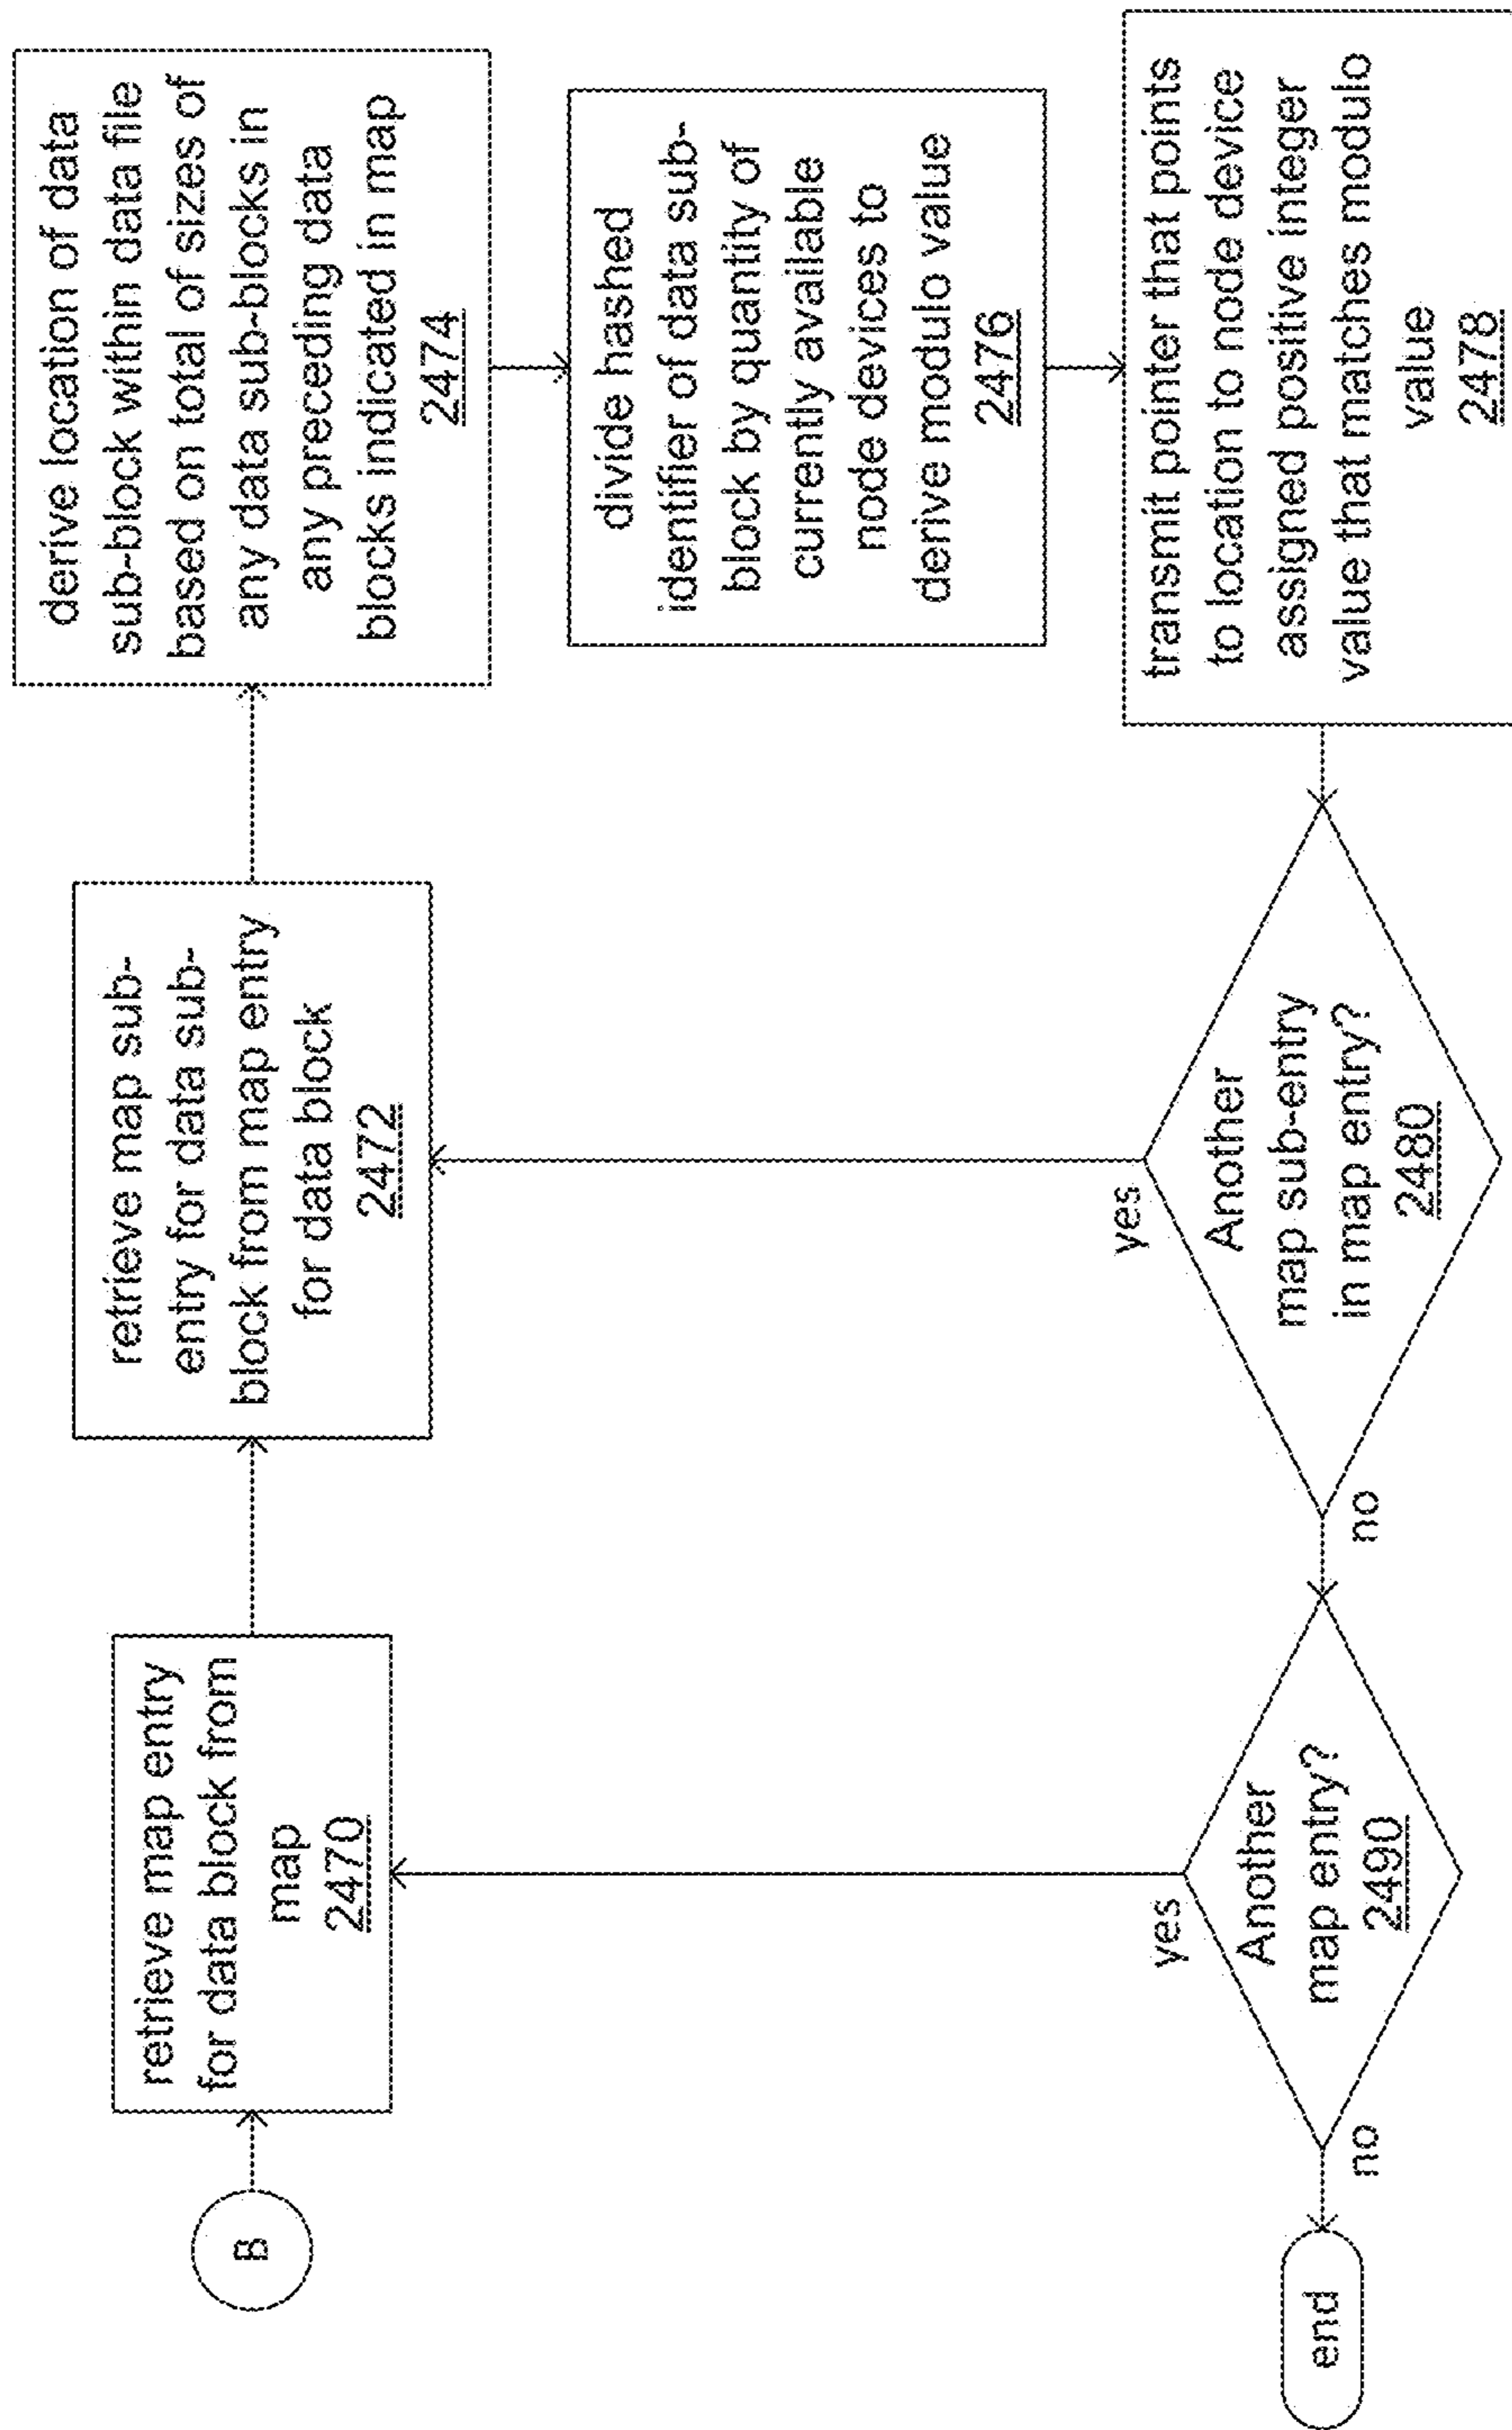 B
retrieve map entry
for data block from
map
2470
retrieve map sub-
entry for data sub-
block from map entry
for data block
2472
derive location of data
sub-block within data file
based on total of sizes of
any data sub-blocks in
any preceding data
blocks indicated in map
2474
divide hashed
identifier of data sub-
block by quantity of
currently available
node devices to
derive modulo value
2476
transmit pointer that points
to location to node device
assigned positive integer
value that matches modulo
value
2478
yes
Another
map sub-entry
in map entry?
2480
no
yes
Another
map entry?
2490
no
end